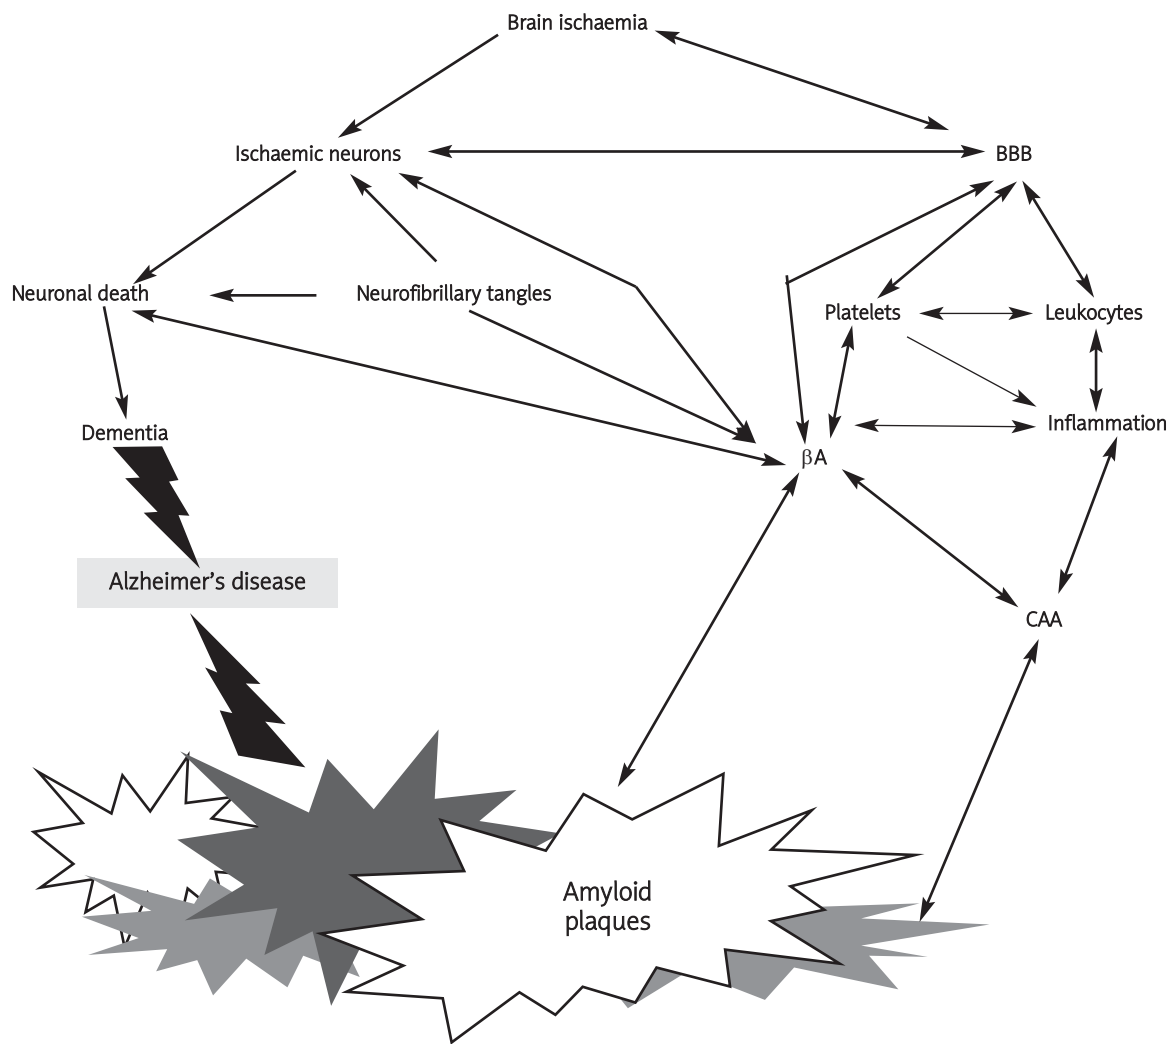 Brain ischaemia
Ischaemic neurons
BBB
Neuronal death
Neurofibrillary tangles
Platelets
Leukocytes
Inflammation
Dementia
βA
Alzheimer's disease
CAA
Amyloid
plaques